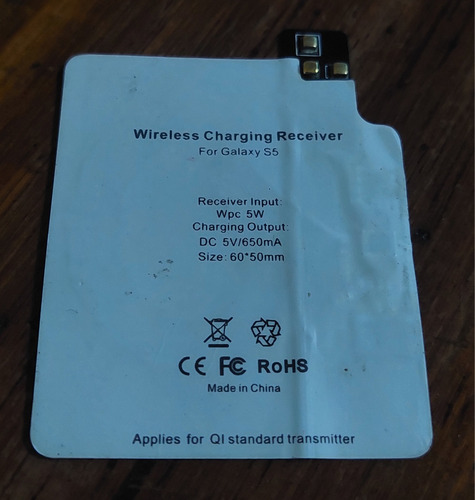 Wireless Charging Receiver
For Galaxy S5
Receiver Input:
Wpc 5W
Charging Output:
DC 5V/650mA
Size: 60*50mm
CE FC RoHS
Made in China
Applies for QI standard transmitter